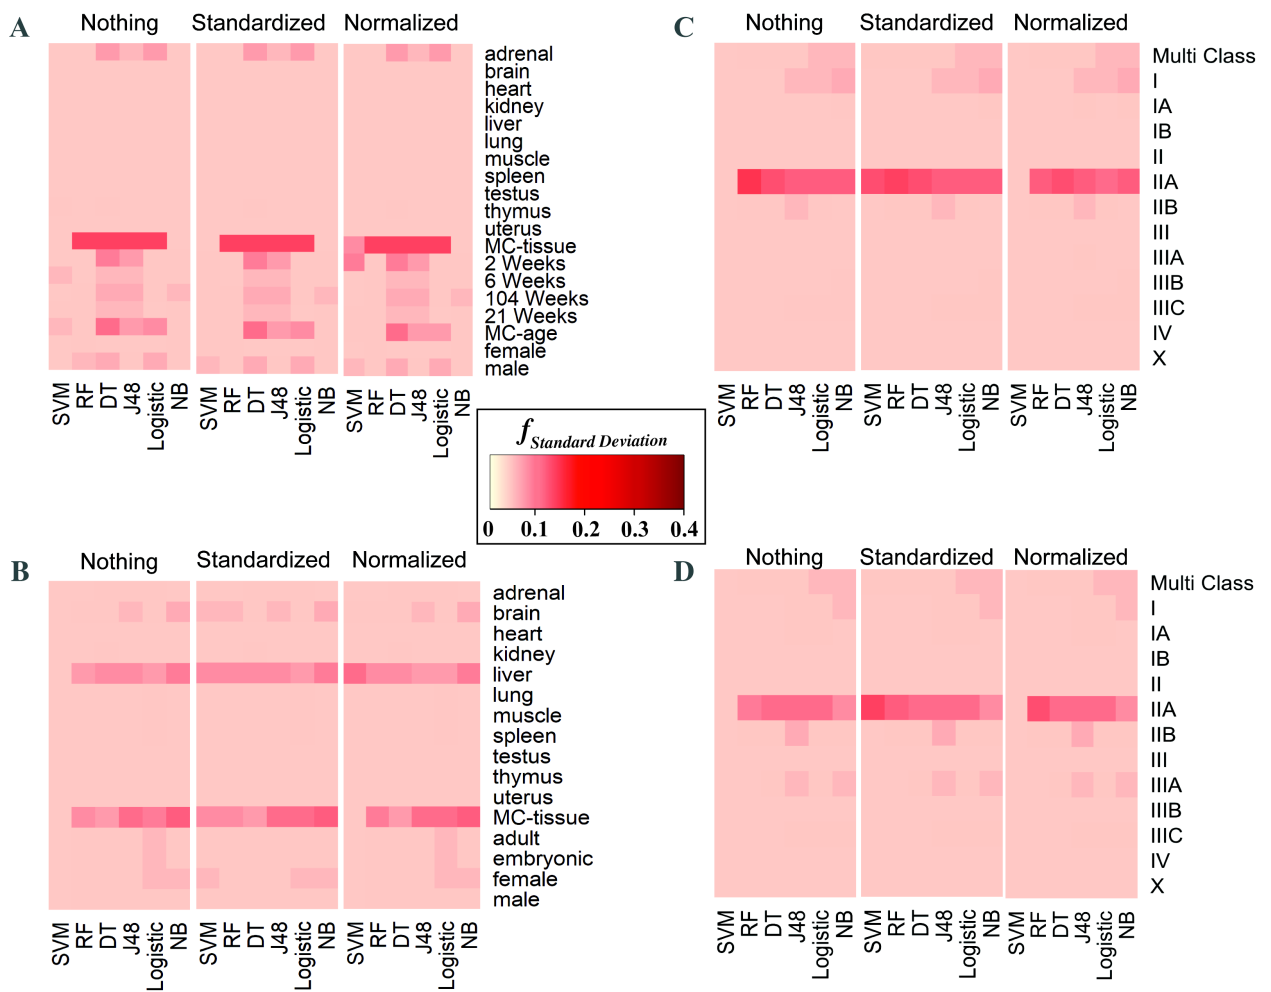 A
Nothing Standardized Normalized
adrenal
brain
heart
kidney
liver
lung
muscle
spleen
testus
thymus
uterus
MC-tissue
2 Weeks
6 Weeks
104 Weeks
21 Weeks
MC-age
female
male
SVM RF DT J48 Logistic NB SVM RF DT J48 Logistic NB SVM RF DT J48 Logistic NB
C
Nothing Standardized Normalized
Multi Class
I
IA
IB
II
IIA
IIB
III
IIIA
IIIB
IIIC
IV
X
SVM RF DT J48 Logistic NB SVM RF DT J48 Logistic NB SVM RF DT J48 Logistic NB
f Standard Deviation
0 0.1 0.2 0.3 0.4
B
Nothing Standardized Normalized
adrenal
brain
heart
kidney
liver
lung
muscle
spleen
testus
thymus
uterus
MC-tissue
adult
embryonic
female
male
SVM RF DT J48 Logistic NB SVM RF DT J48 Logistic NB SVM RF DT J48 Logistic NB
D
Nothing Standardized Normalized
Multi Class
I
IA
IB
II
IIA
IIB
III
IIIA
IIIB
IIIC
IV
X
SVM RF DT J48 Logistic NB SVM RF DT J48 Logistic NB SVM RF DT J48 Logistic NB